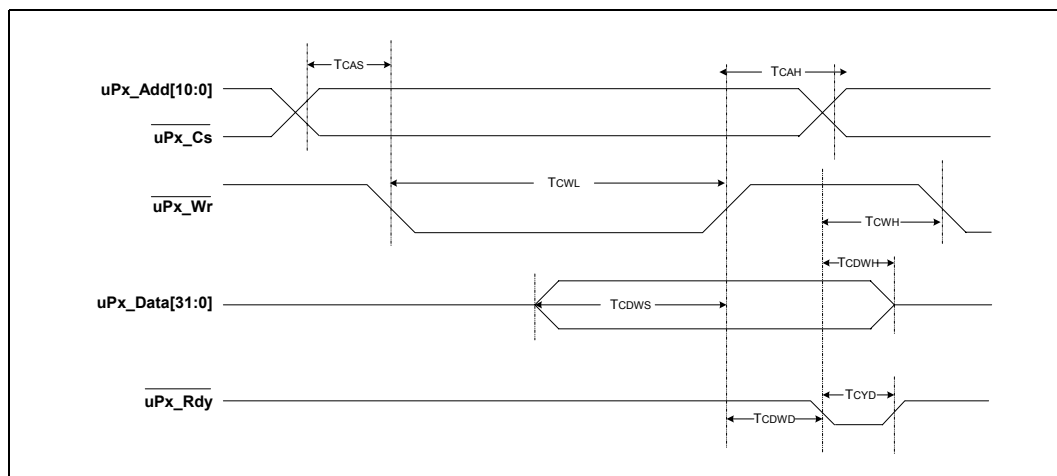 TCAS
TCAH
uPx_Add[10:0]
uPx_Cs
TCWL
uPx_Wr
TCWH
TCDWH
uPx_Data[31:0]
TCDWS
uPx_Rdy
TCYD
TCDWD